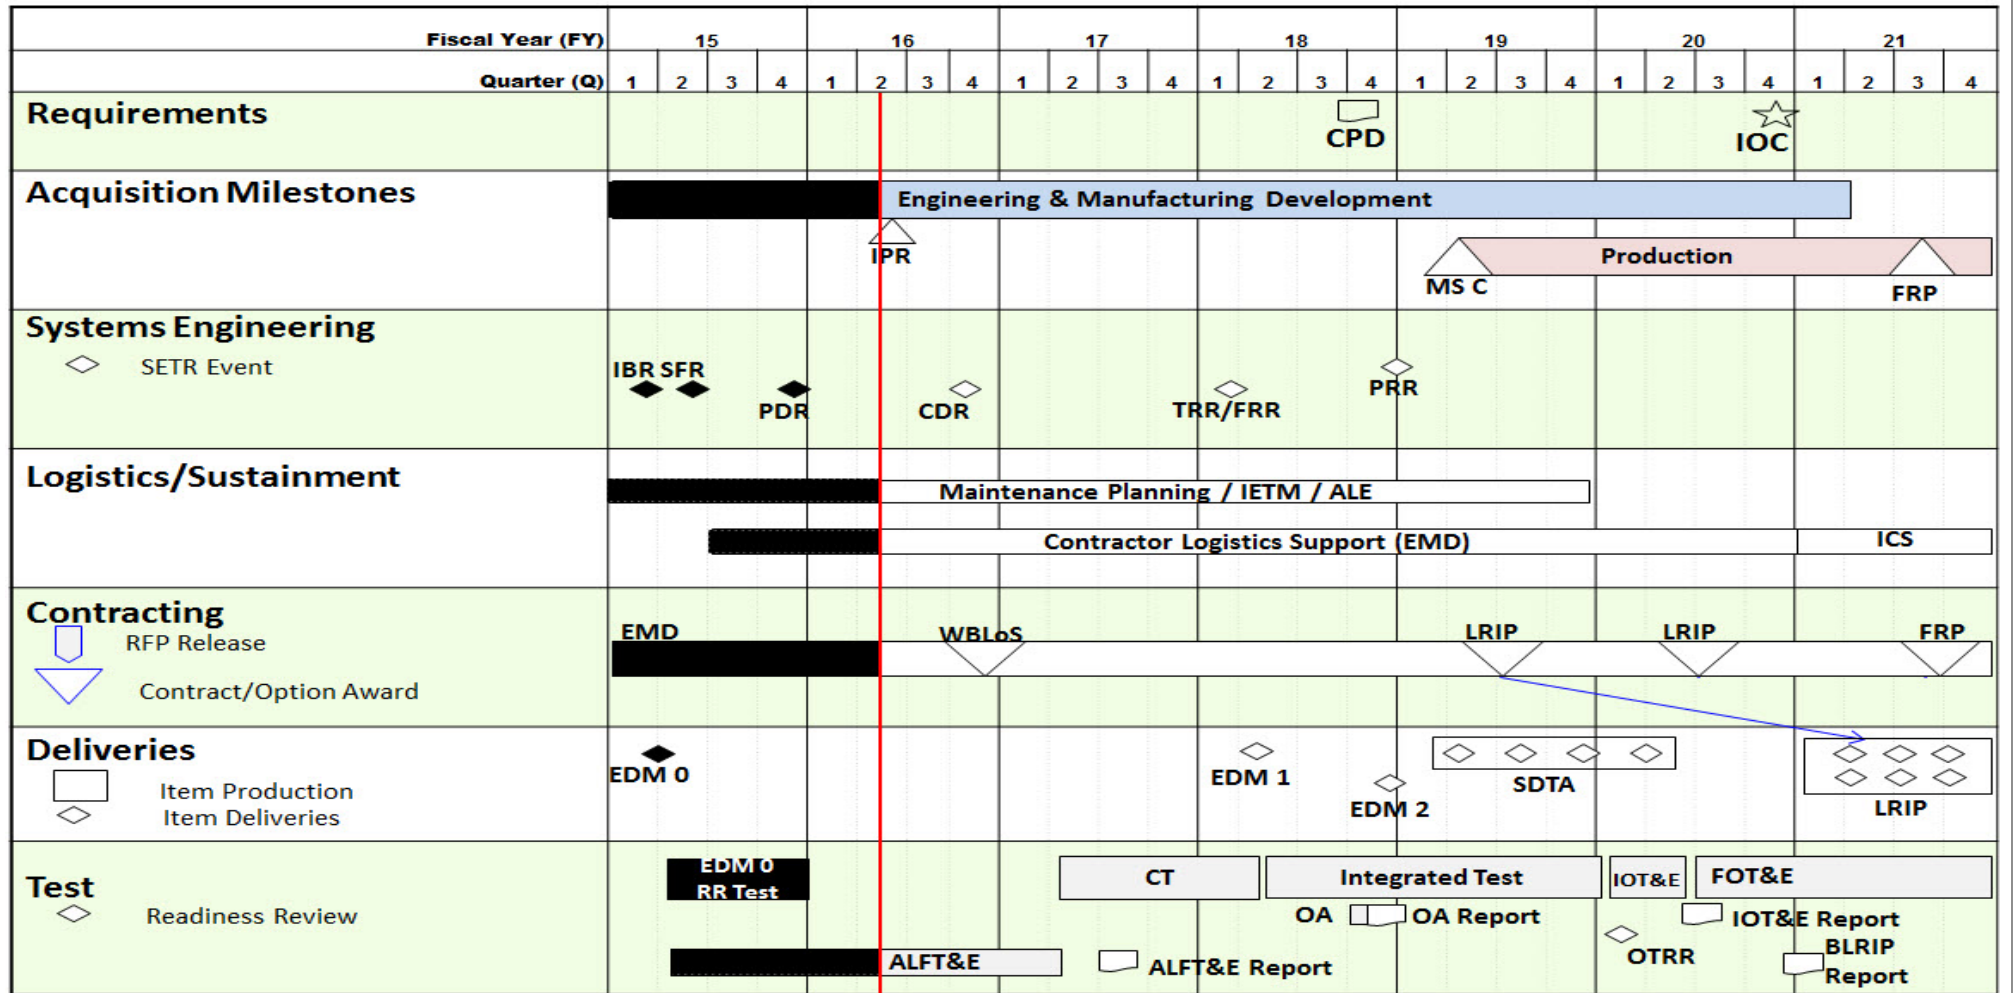 Fiscal Year (FY) 15 16 17 18 19 20 21
Quarter (Q) 1 2 3 4 1 2 3 4 1 2 3 4 1 2 3 4 1 2 3 4 1 2 3 4 1 2 3 4
Requirements
CPD
IOC
Acquisition Milestones
Engineering & Manufacturing Development
IPR
Production
MS C
FRP
Systems Engineering
SETR Event
IBR SFR
PDR
CDR
TRR/FRR
PRR
Logistics/Sustainment
Maintenance Planning / IETM / ALE
Contractor Logistics Support (EMD)
ICS
Contracting
RFP Release
Contract/Option Award
EMD
WBLoS
LRIP
LRIP
FRP
Deliveries
Item Production
Item Deliveries
EDM 0
EDM 1
EDM 2
SDTA
LRIP
Test
Readiness Review
EDM 0
RR Test
CT
Integrated Test
IOT&E
FOT&E
OA
OA Report
IOT&E Report
OTRR
ALFT&E
ALFT&E Report
BLRIP
Report